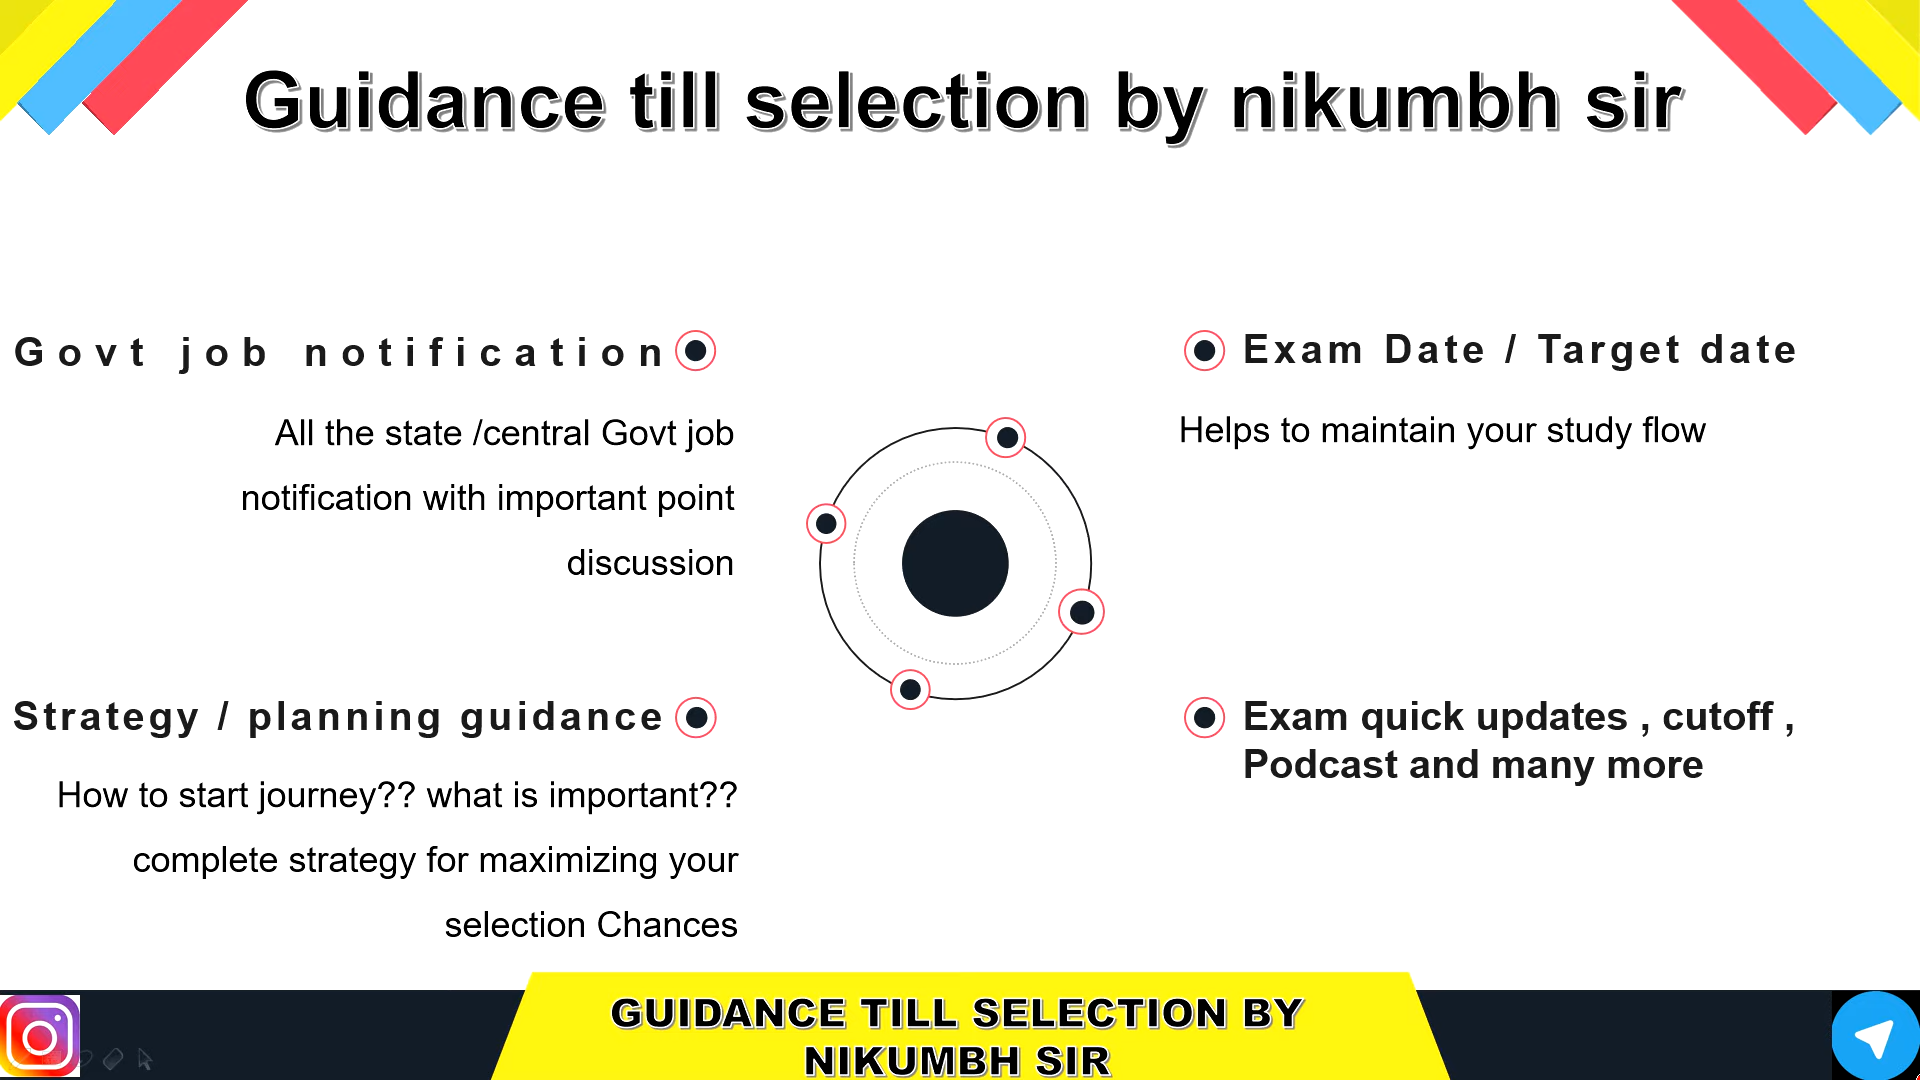 Guidance till selection by nikumbh sir
Govt job notification
All the state /central Govt job
notification with important point
discussion
Exam Date / Target date
Helps to maintain your study flow
Strategy / planning guidance
How to start journey?? what is important??
complete strategy for maximizing your
selection Chances
Exam quick updates , cutoff ,
Podcast and many more
GUIDANCE TILL SELECTION BY
NIKUMBH SIR